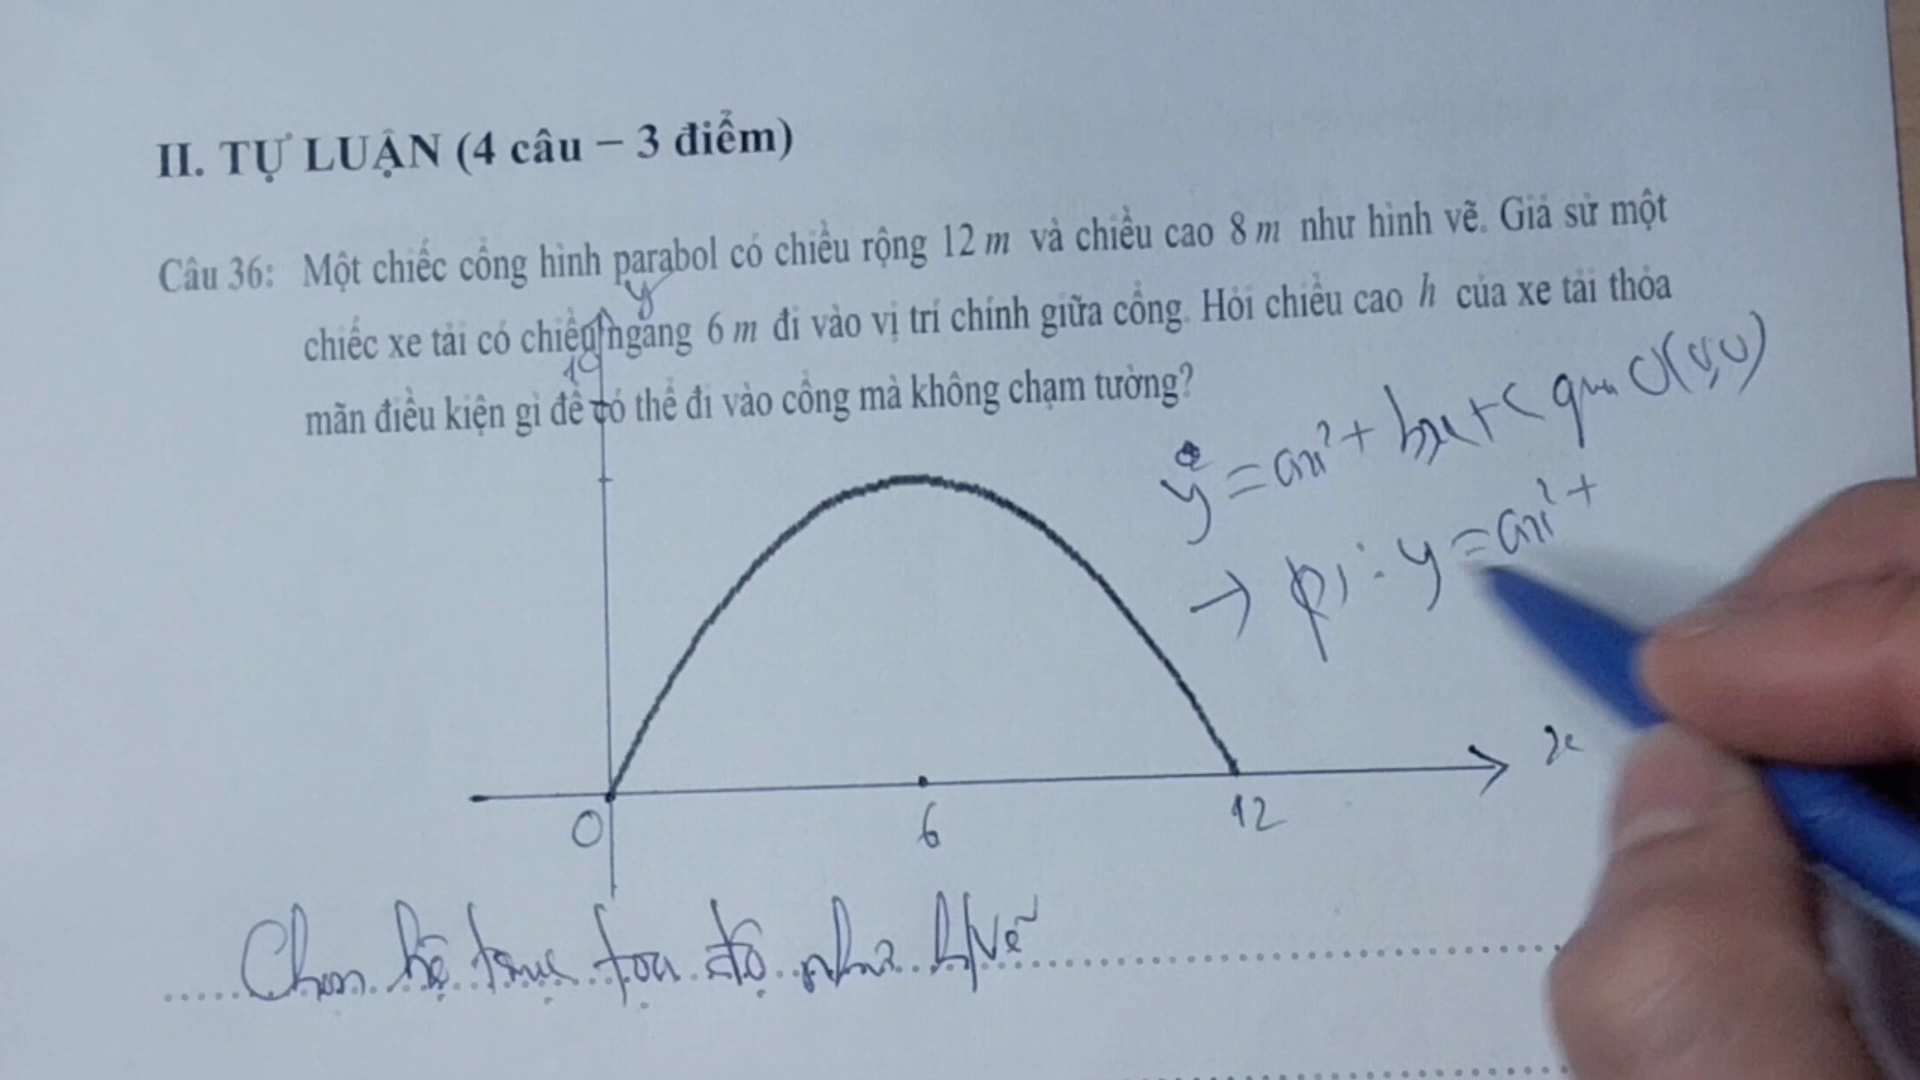 II. TỰ LUẬN (4 câu – 3 điểm)
Câu 36: Một chiếc cổng hình parabol có chiều rộng 12 m và chiều cao 8 m như hình vẽ. Giả sử một
chiếc xe tải có chiều ngang 6 m đi vào vị trí chính giữa cổng. Hỏi chiều cao h của xe tải thỏa
mãn điều kiện gì để có thể đi vào cổng mà không chạm tường?
y
y = ax² + bx + c qua O(0,0)
→ p): y = ax² +
x
O
6
12
Chọn hệ trục tọa độ như h/vẽ